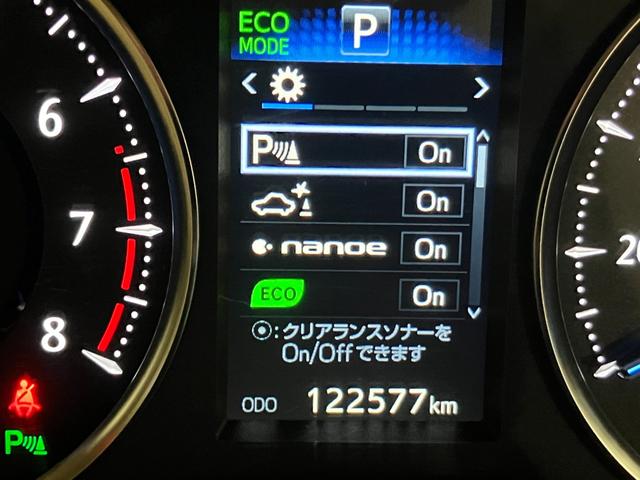 ECO
MODE
P
6
7
8
P On
On
nanoe On
ECO On
⦿:クリアランスソナーを
On/Offできます
ODO 122577km
P